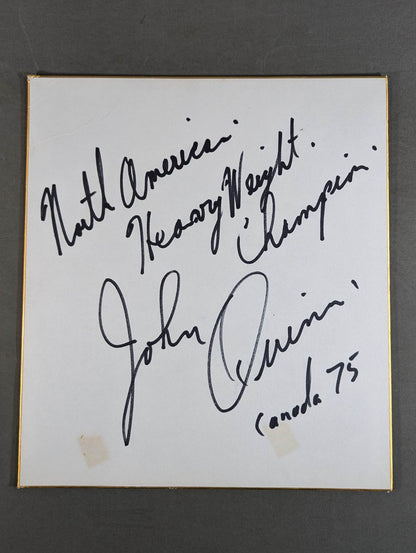 North American
Heavy Weight
Champion
John Quinn
Canada 75